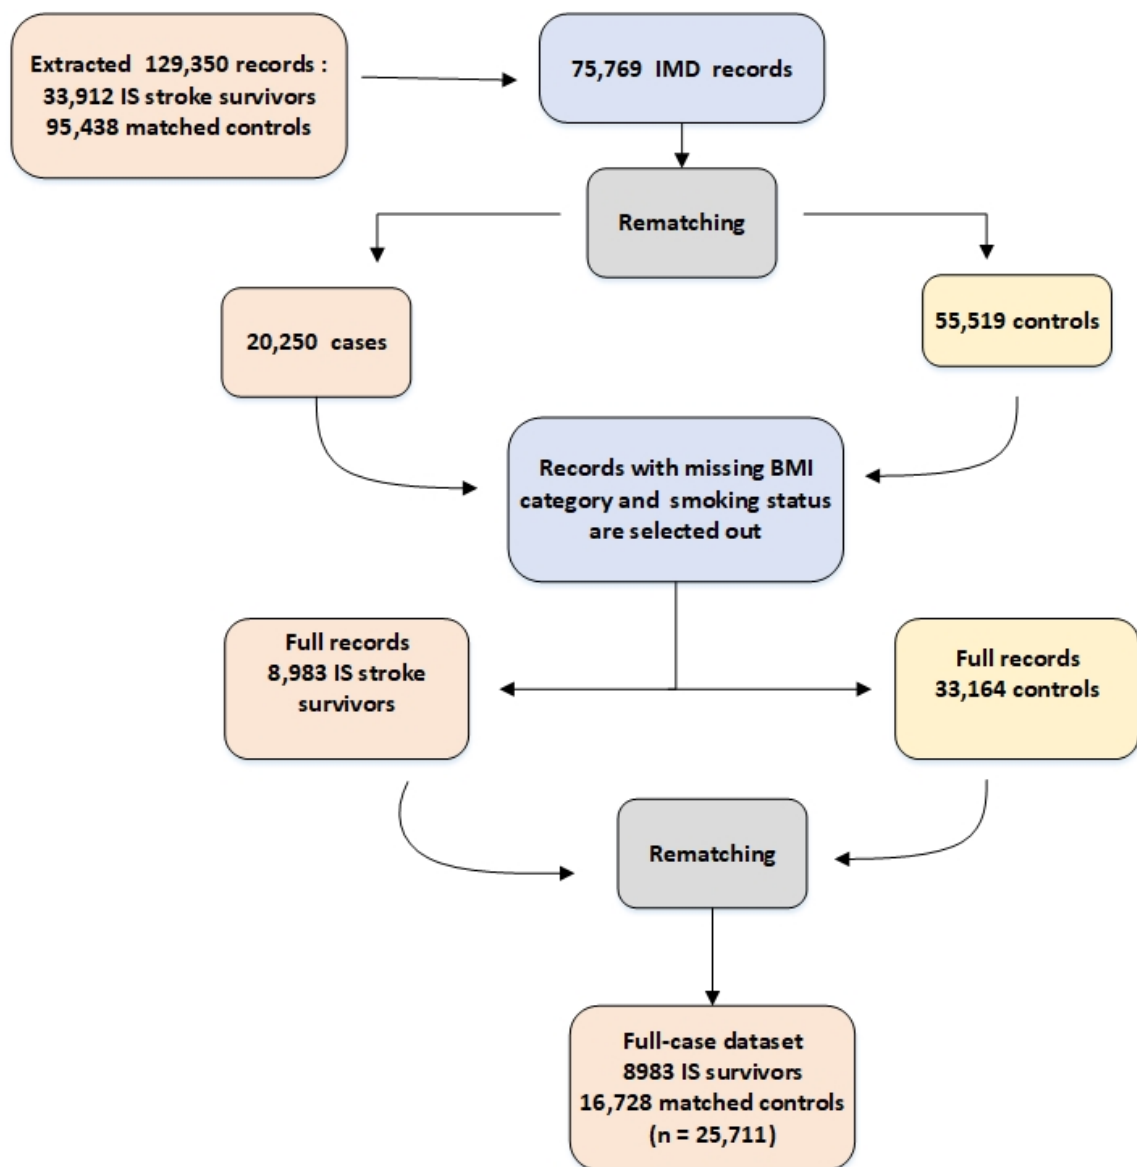 Extracted 129,350 records :
33,912 IS stroke survivors
95,438 matched controls
75,769 IMD records
Rematching
20,250 cases
55,519 controls
Records with missing BMI
category and smoking status
are selected out
Full records
8,983 IS stroke
survivors
Full records
33,164 controls
Rematching
Full-case dataset
8983 IS survivors
16,728 matched controls
(n = 25,711)